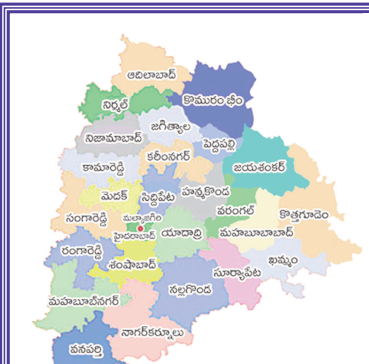 ఆదిలాబాద్
నిర్మల్
కొమురం భీం
నిజామాబాద్
జగిత్యాల
పెద్దపల్లి
కామారెడ్డి
కరీంనగర్
జయశంకర్
మెదక్
సిద్దిపేట
హన్మకొండ
సంగారెడ్డి
మల్కాజిగిరి
వరంగల్
కొత్తగూడెం
హైదరాబాద్
యాదాద్రి
మహబూబాబాద్
రంగారెడ్డి
శంషాబాద్
సూర్యాపేట
ఖమ్మం
మహబూబ్‌నగర్
నల్లగొండ
నాగర్‌కర్నూలు
వనపర్తి